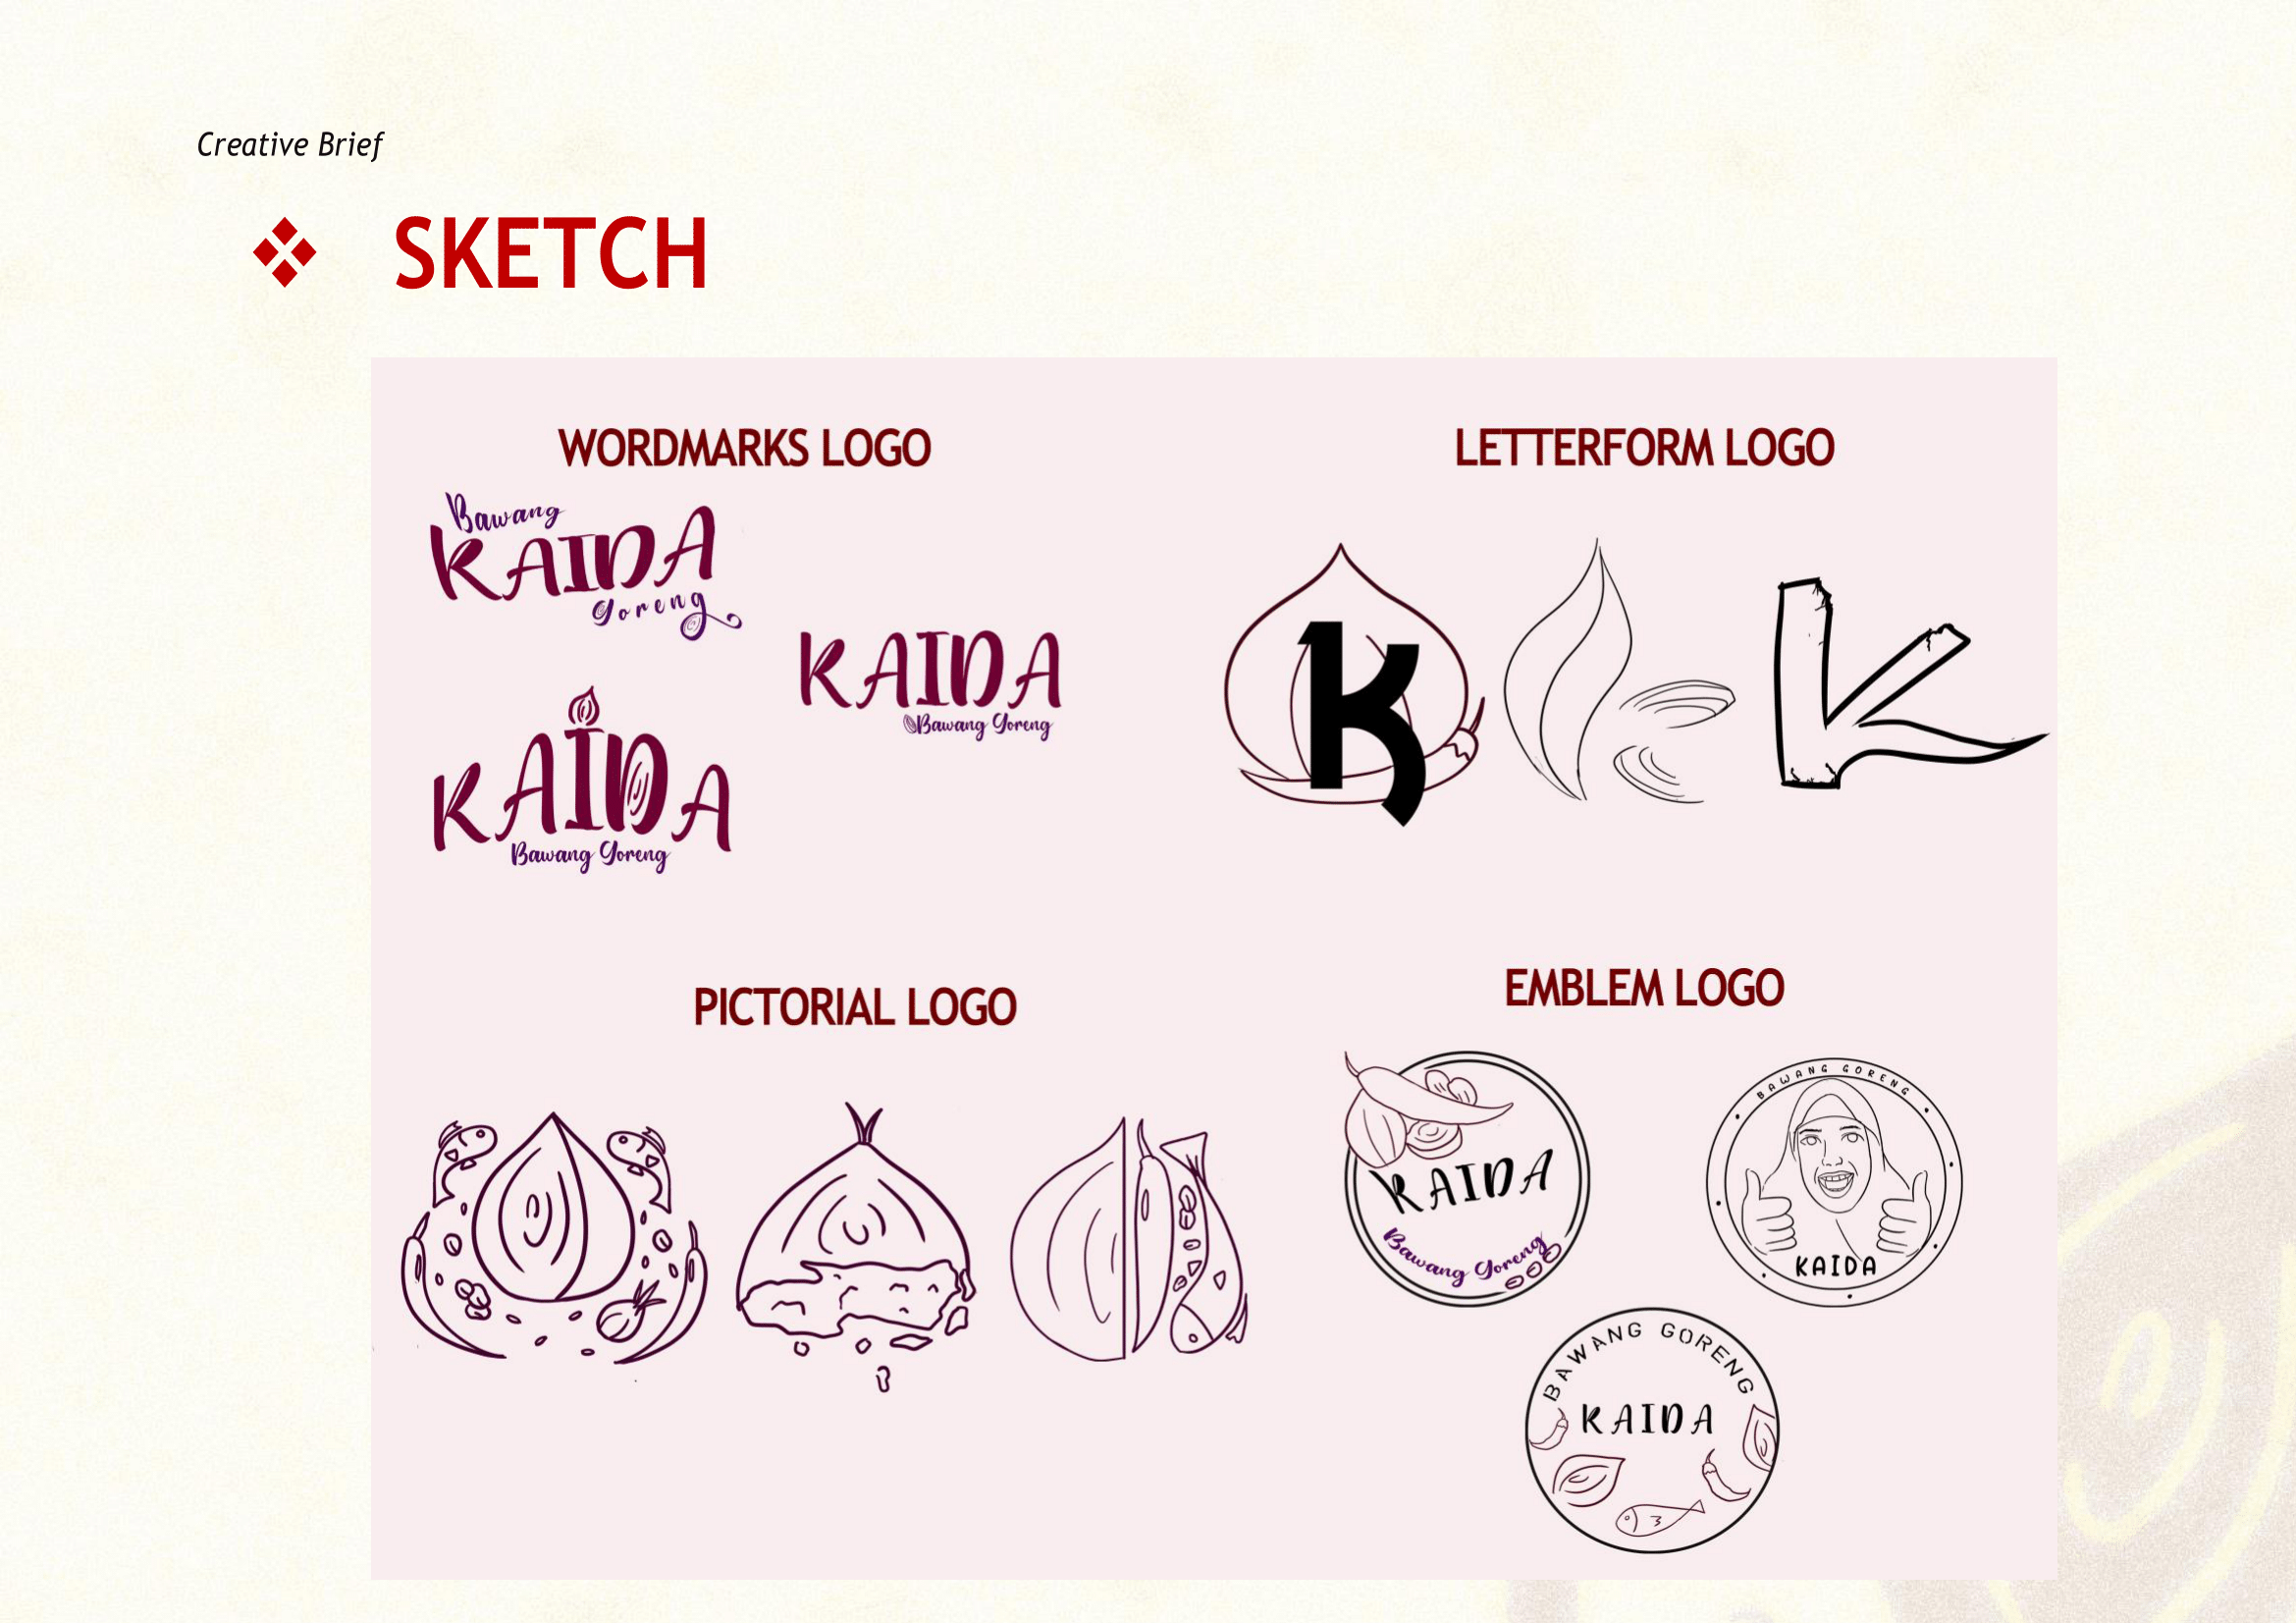 Creative Brief
❖ SKETCH
WORDMARKS LOGO
Bawang
KAIDA
Goreng
KAIDA
Bawang Goreng
KAIDA
Bawang Goreng
LETTERFORM LOGO
K
K
K
PICTORIAL LOGO
EMBLEM LOGO
KAIDA
Bawang Goreng
BAWANG GORENG
KAIDA
BAWANG GORENG
KAIDA